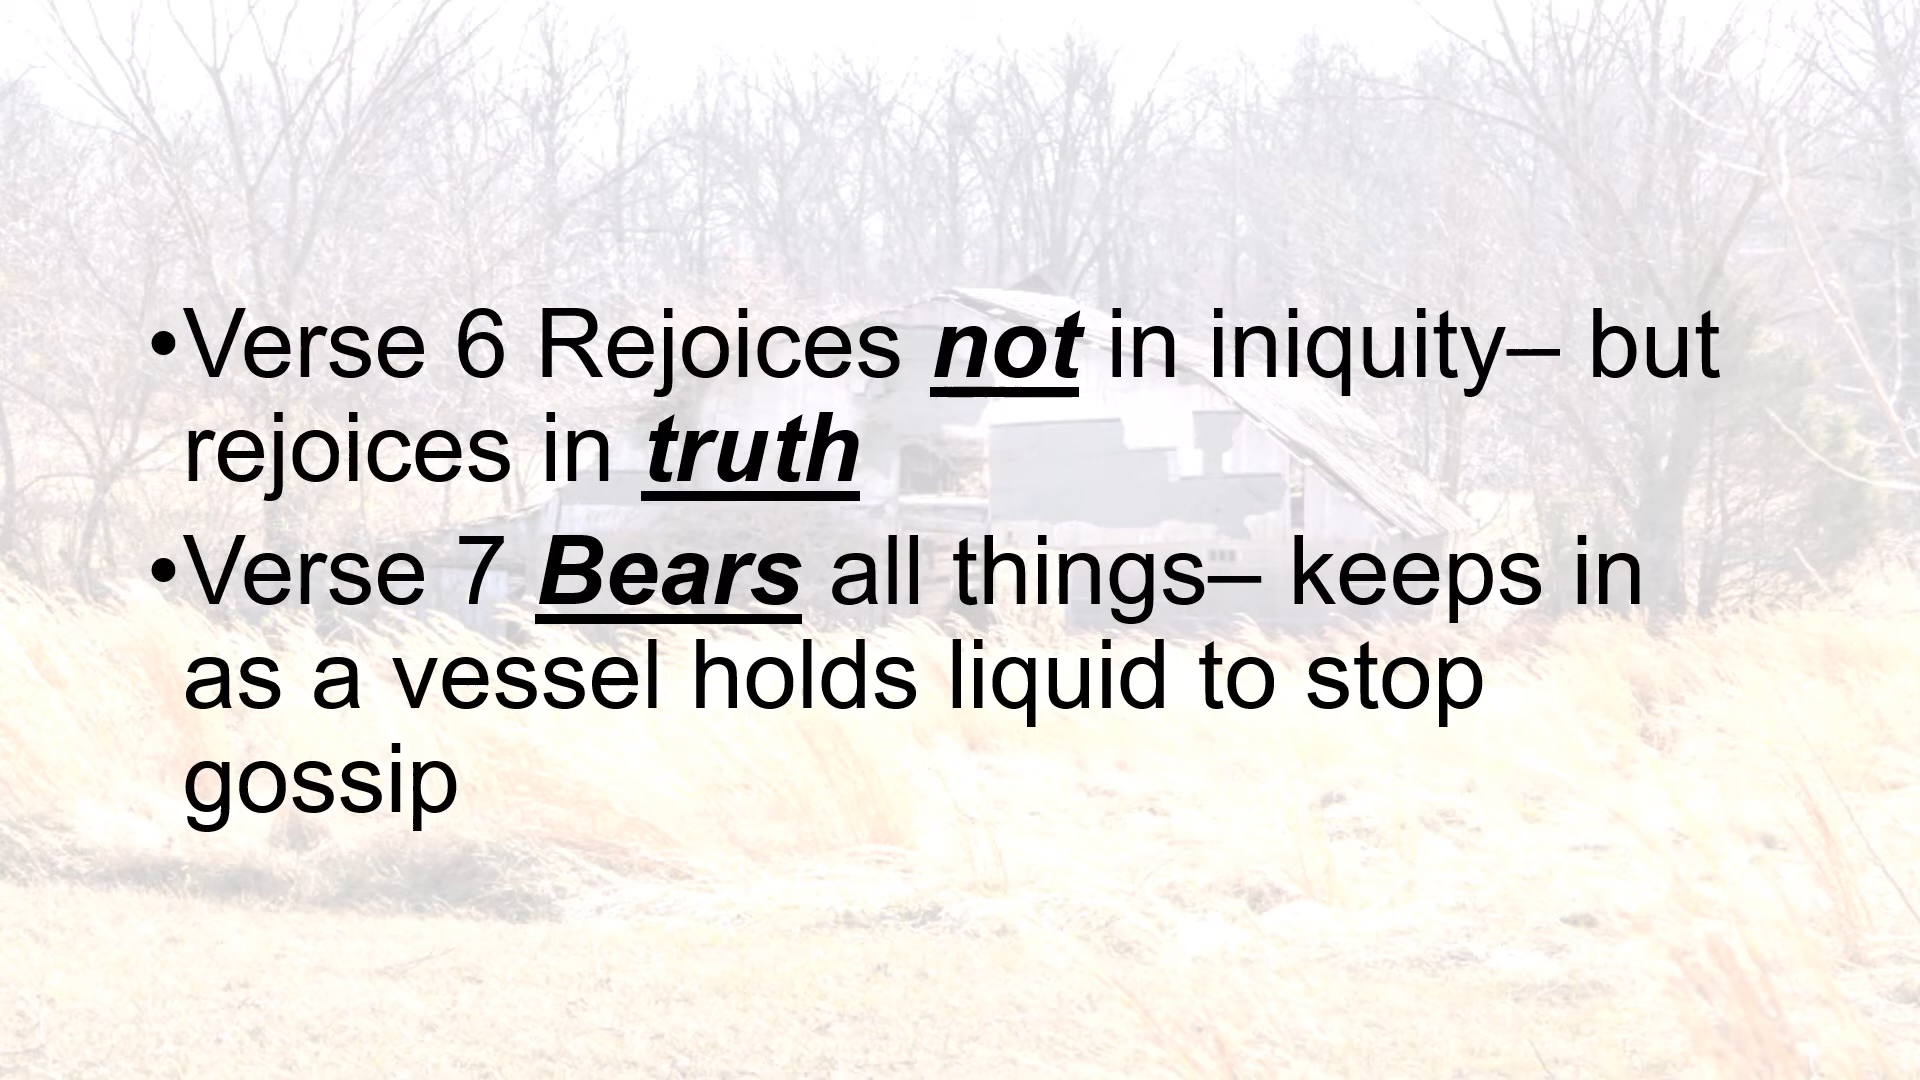 •Verse 6 Rejoices not in iniquity– but
rejoices in truth
•Verse 7 Bears all things– keeps in
as a vessel holds liquid to stop
gossip